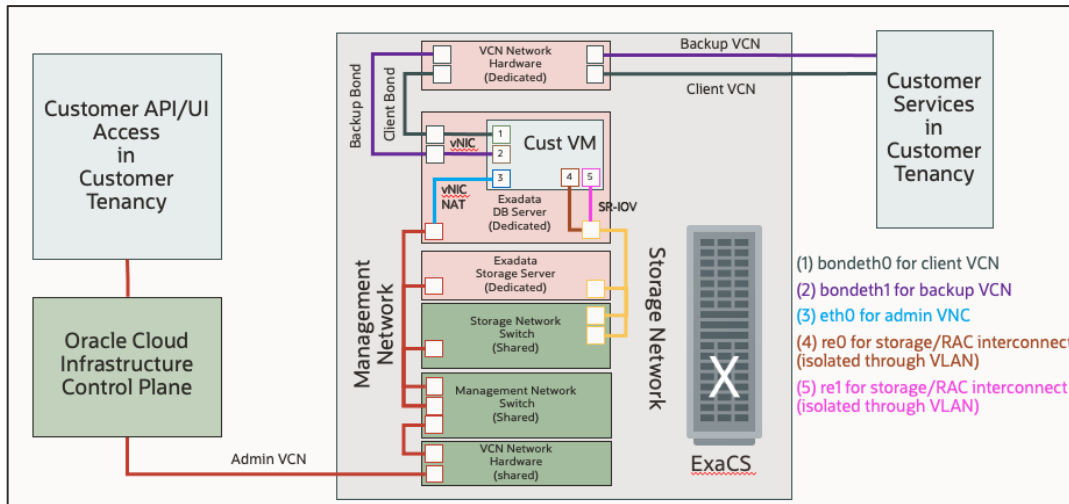 Customer API/UI
Access
in
Customer
Tenancy
Oracle Cloud
Infrastructure
Control Plane
Admin VCN
VCN Network
Hardware
(Dedicated)
Backup VCN
Client VCN
Backup Bond
Client Bond
Customer
Services
in
Customer
Tenancy
vNIC
1
2
3
Cust VM
4
5
vNIC
NAT
SR-IOV
Exadata
DB Server
(Dedicated)
Exadata
Storage Server
(Dedicated)
Storage Network
Switch
(Shared)
Management Network
Switch
(Shared)
VCN Network
Hardware
(shared)
Management
Network
Storage Network
X
ExaCS
(1) bondeth0 for client VCN
(2) bondeth1 for backup VCN
(3) eth0 for admin VNC
(4) re0 for storage/RAC interconnect
(isolated through VLAN)
(5) re1 for storage/RAC interconnect
(isolated through VLAN)